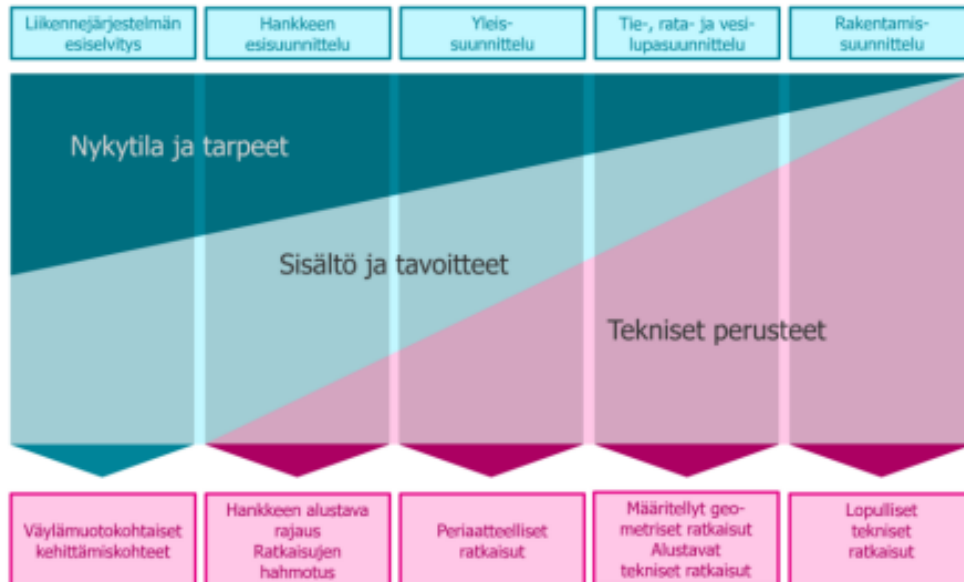 Liikennejärjestelmän
esiselvitys
Hankkeen
esisuunnittelu
Yleis-
suunnittelu
Tie-, rata- ja vesi-
lupasuunnittelu
Rakentamis-
suunnittelu
Nykytila ja tarpeet
Sisältö ja tavoitteet
Tekniset perusteet
Väylämuotokohtaiset
kehittämiskohteet
Hankkeen alustava
rajaus
Ratkaisujen
hahmotus
Periaatteelliset
ratkaisut
Määritellyt geo-
metriset ratkaisut
Alustavat
tekniset ratkaisut
Lopulliset
tekniset
ratkaisut